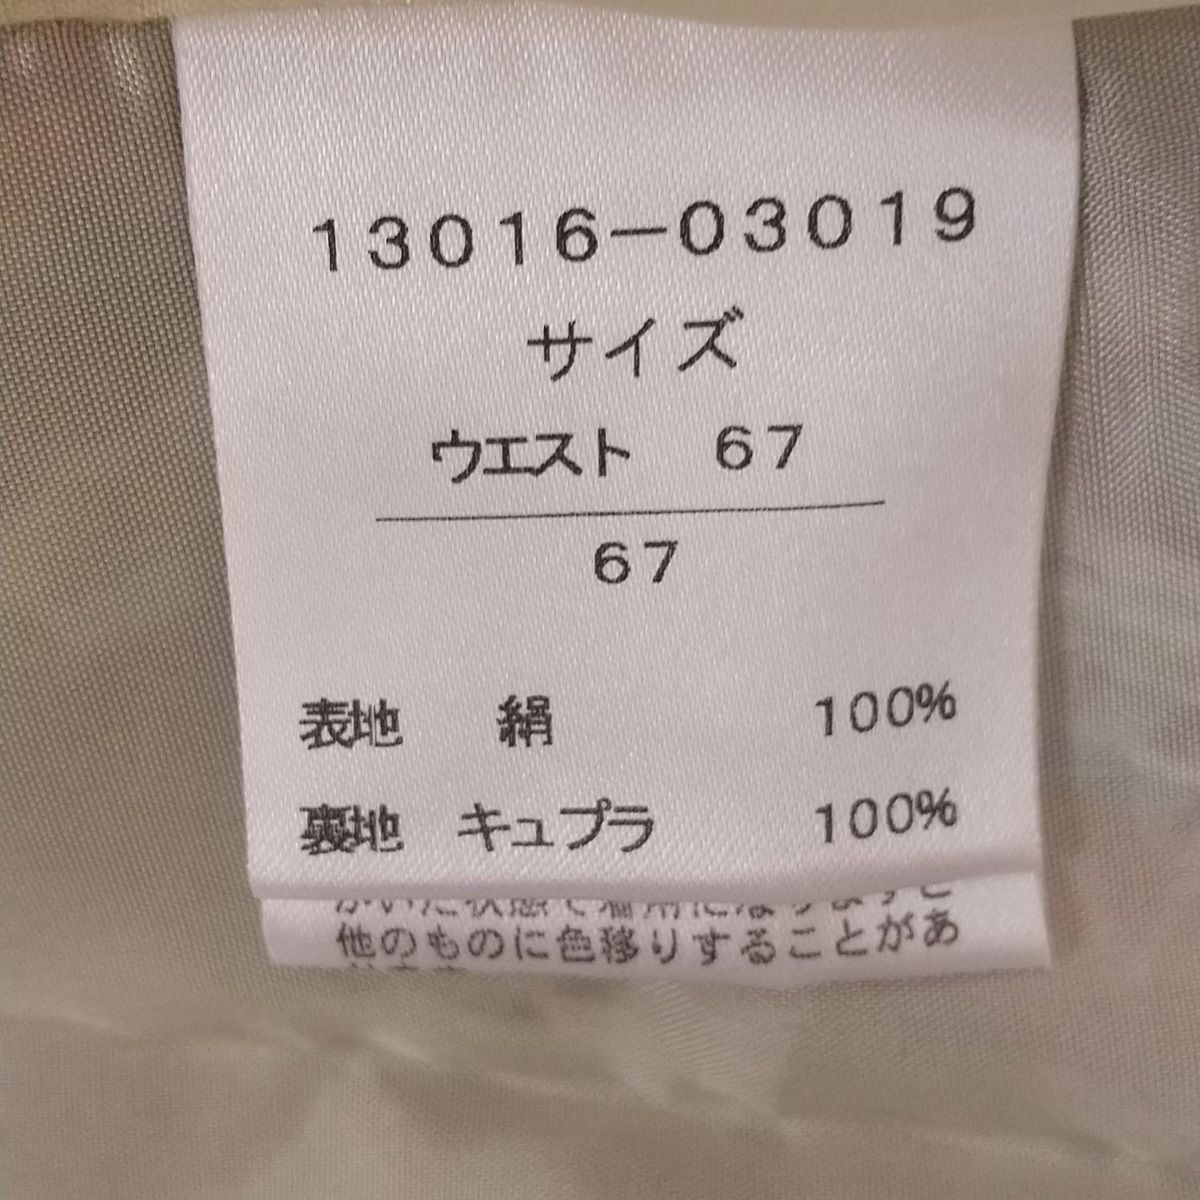 13016-03019
サイズ
ウエスト 67
67
表地 絹 100%
裏地 キュプラ 100%
他のものに色移りすることがあ